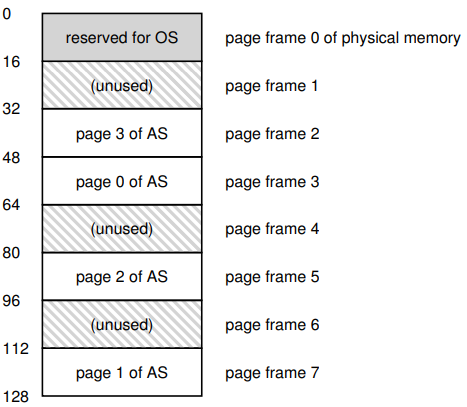 0
reserved for OS page frame 0 of physical memory
16
(unused) page frame 1
32
page 3 of AS page frame 2
48
page 0 of AS page frame 3
64
(unused) page frame 4
80
page 2 of AS page frame 5
96
(unused) page frame 6
112
page 1 of AS page frame 7
128